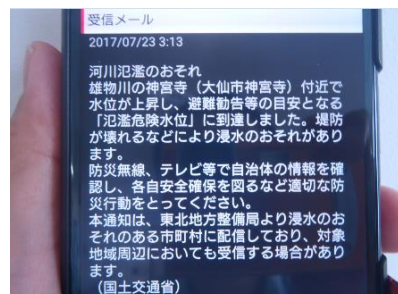 受信メール
2017/07/23 3:13
河川氾濫のおそれ
雄物川の神宮寺（大仙市神宮寺）付近で
水位が上昇し、避難勧告等の目安となる
「氾濫危険水位」に到達しました。堤防
が壊れるなどにより浸水のおそれがあり
ます。
防災無線、テレビ等で自治体の情報を確
認し、各自安全確保を図るなど適切な防
災行動をとってください。
本通知は、東北地方整備局より浸水のお
それのある市町村に配信しており、対象
地域周辺においても受信する場合があり
ます。
（国土交通省）